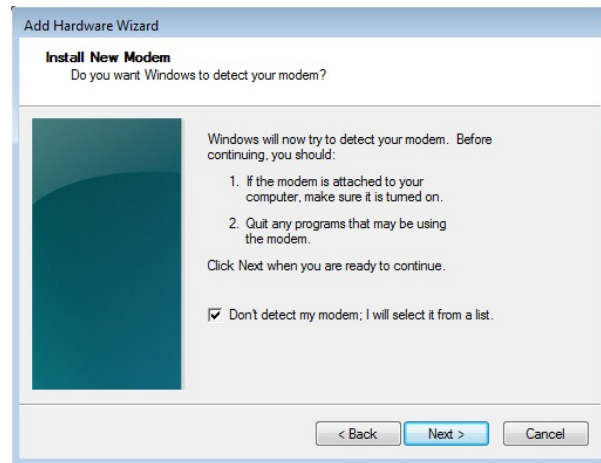 Add Hardware Wizard
Install New Modem
Do you want Windows to detect your modem?
Windows will now try to detect your modem. Before
continuing, you should:
1. If the modem is attached to your
computer, make sure it is turned on.
2. Quit any programs that may be using
the modem.
Click Next when you are ready to continue.
Don't detect my modem; I will select it from a list.
< Back Next > Cancel